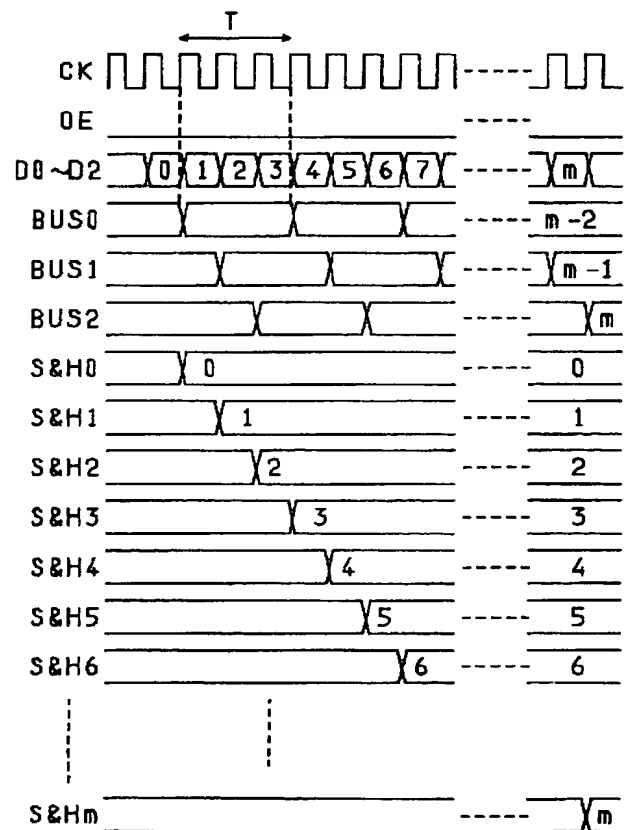 T
CK
OE
D0~D2 0 1 2 3 4 5 6 7 m
BUS0 m-2
BUS1 m-1
BUS2 m
S&H0 0 0
S&H1 1 1
S&H2 2 2
S&H3 3 3
S&H4 4 4
S&H5 5 5
S&H6 6 6
S&Hm m